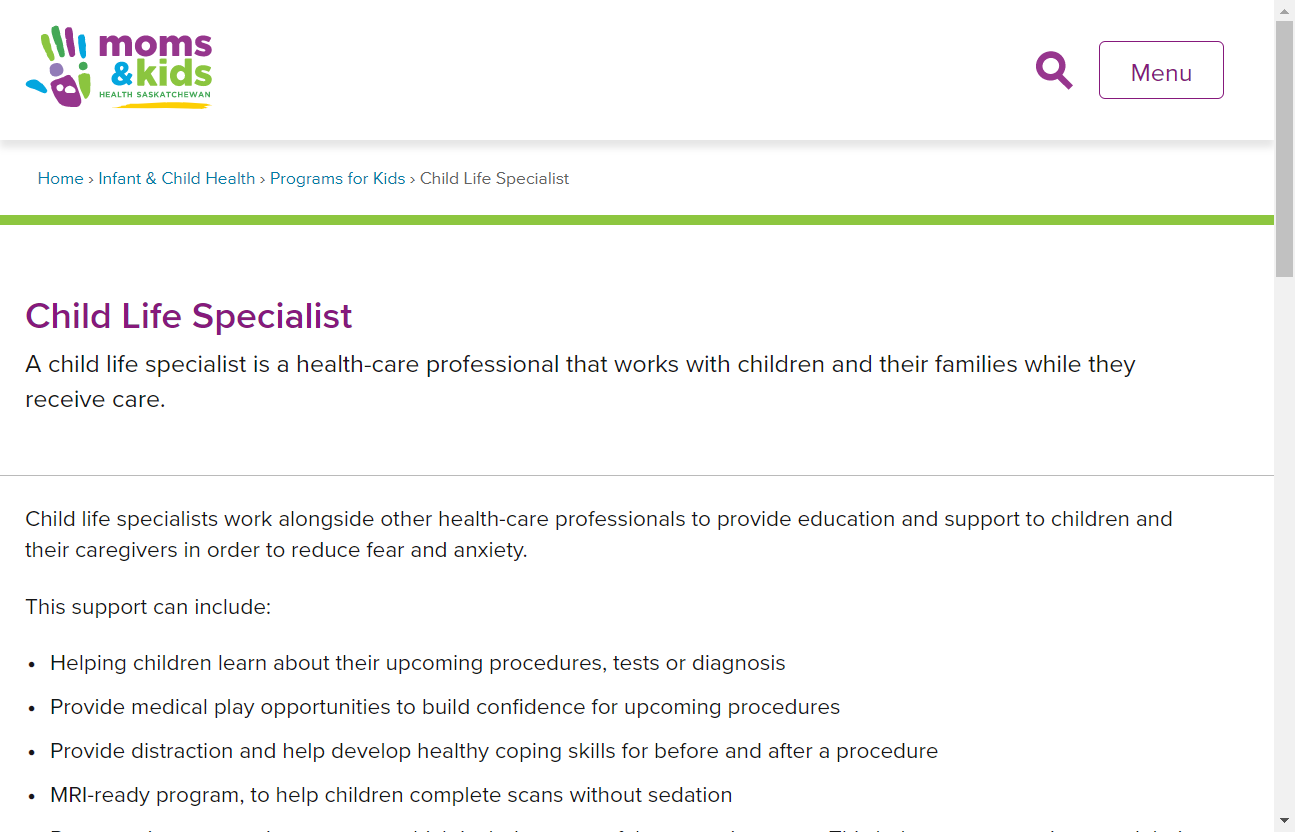 moms
&kids
HEALTH SASKATCHEWAN
Menu
Home › Infant & Child Health › Programs for Kids › Child Life Specialist
Child Life Specialist
A child life specialist is a health-care professional that works with children and their families while they
receive care.
Child life specialists work alongside other health-care professionals to provide education and support to children and
their caregivers in order to reduce fear and anxiety.
This support can include:
• Helping children learn about their upcoming procedures, tests or diagnosis
• Provide medical play opportunities to build confidence for upcoming procedures
• Provide distraction and help develop healthy coping skills for before and after a procedure
• MRI-ready program, to help children complete scans without sedation